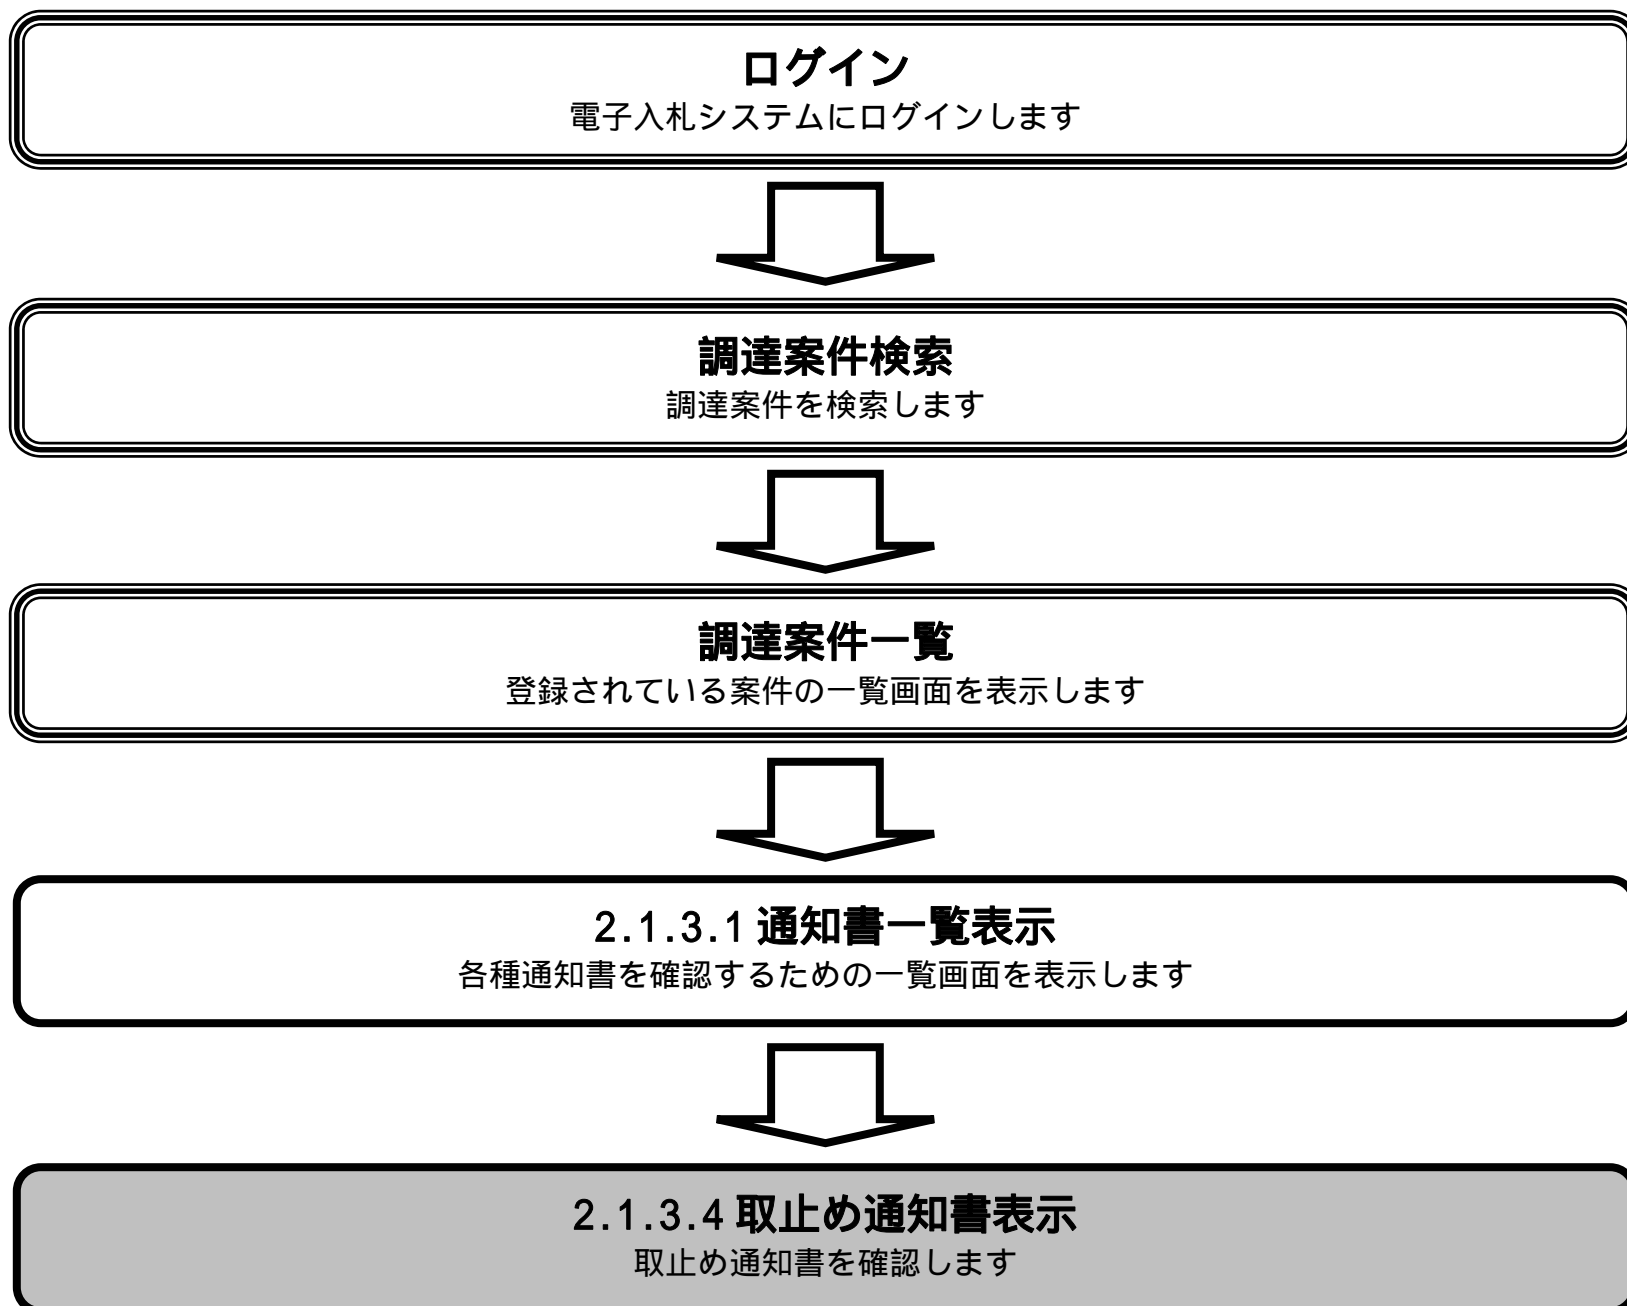 ログイン
電子入札システムにログインします
調達案件検索
調達案件を検索します
調達案件一覧
登録されている案件の一覧画面を表示します
2.1.3.1 通知書一覧表示
各種通知書を確認するための一覧画面を表示します
2.1.3.4 取止め通知書表示
取止め通知書を確認します